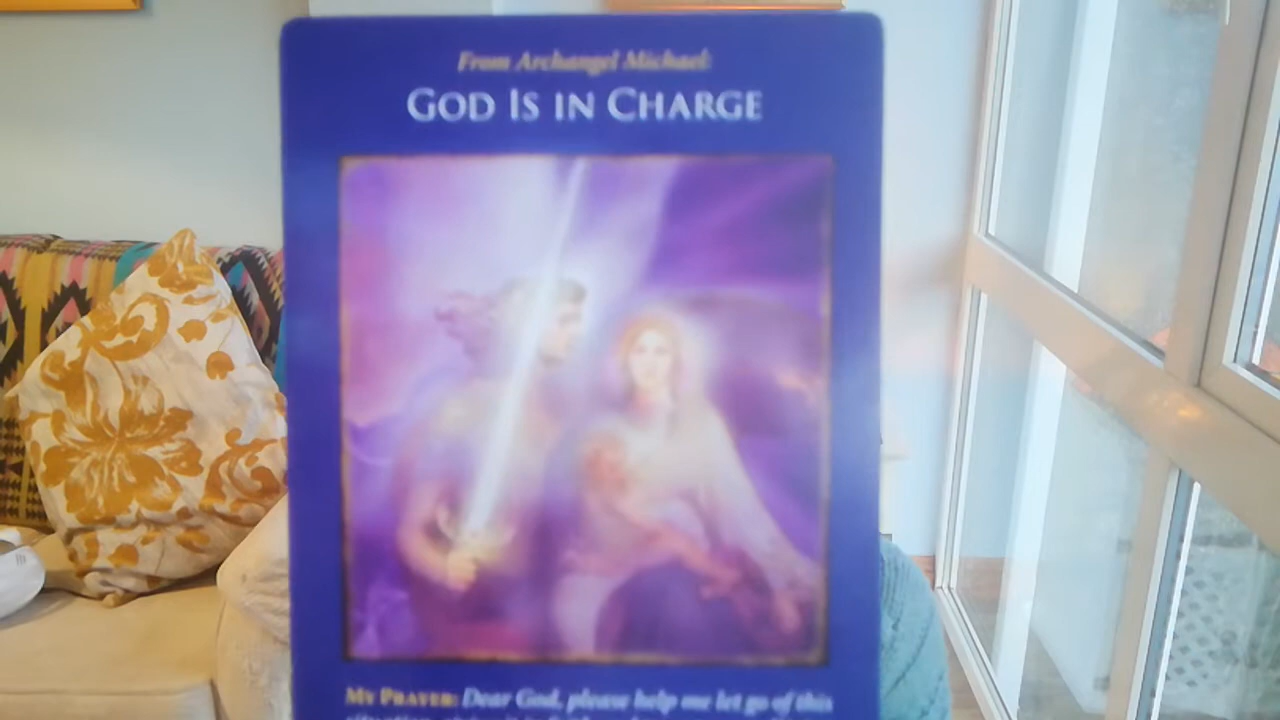 From Archangel Michael:
GOD IS IN CHARGE
MY PRAYER: Dear God, please help me let go of this